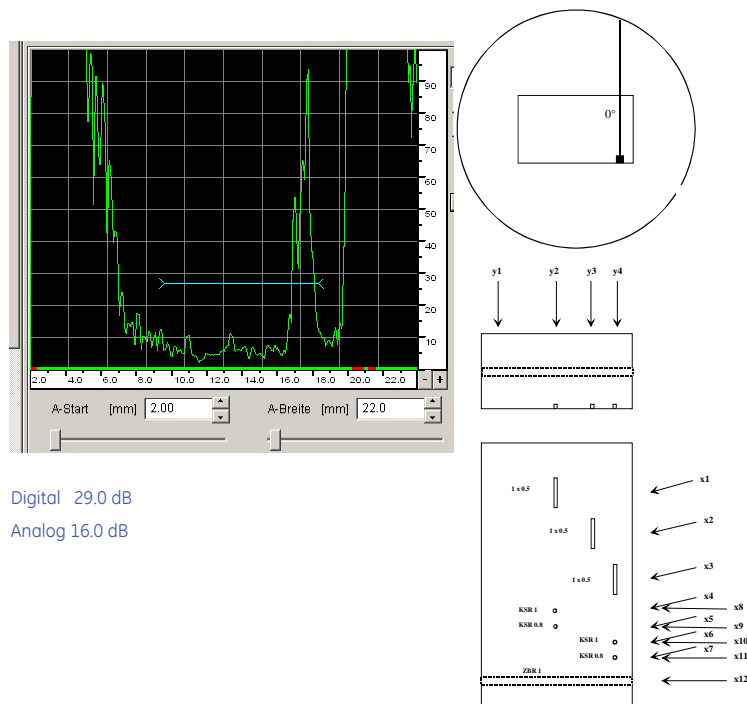 90
80
70
60
50
40
30
20
10
2.0 4.0 6.0 8.0 10.0 12.0 14.0 16.0 18.0 20.0 22.0
- +
A-Start [mm] 2.00 A-Breite [mm] 22.0
Digital 29.0 dB
Analog 16.0 dB
0°
y1 y2 y3 y4
1 x 0.5 x1
1 x 0.5 x2
1 x 0.5 x3
x4
KSR 1 x8
x5
KSR 0.8 x9
x6
KSR 1 x10
x7
KSR 0.8 x11
ZBR 1 x12